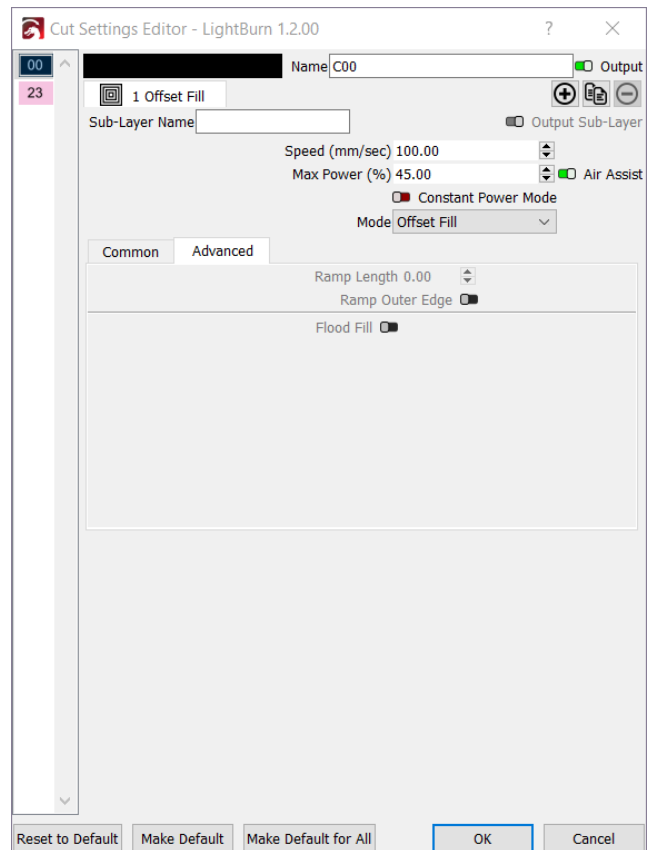 Cut Settings Editor - LightBurn 1.2.00 ?
00
23
Name C00 Output
1 Offset Fill
Sub-Layer Name Output Sub-Layer
Speed (mm/sec) 100.00
Max Power (%) 45.00 Air Assist
Constant Power Mode
Mode Offset Fill
Common Advanced
Ramp Length 0.00
Ramp Outer Edge
Flood Fill
Reset to Default Make Default Make Default for All OK Cancel